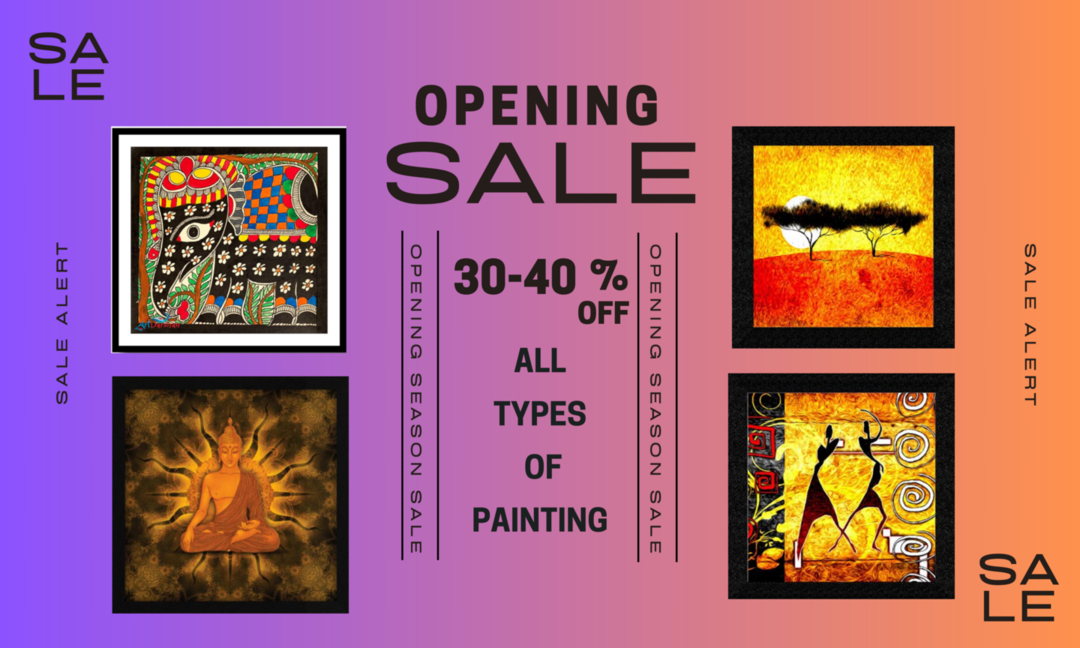 SA
LE
OPENING
SALE
SALE ALERT
OPENING SEASON SALE
30-40 %
OFF
ALL
TYPES
OF
PAINTING
OPENING SEASON SALE
SALE ALERT
SA
LE